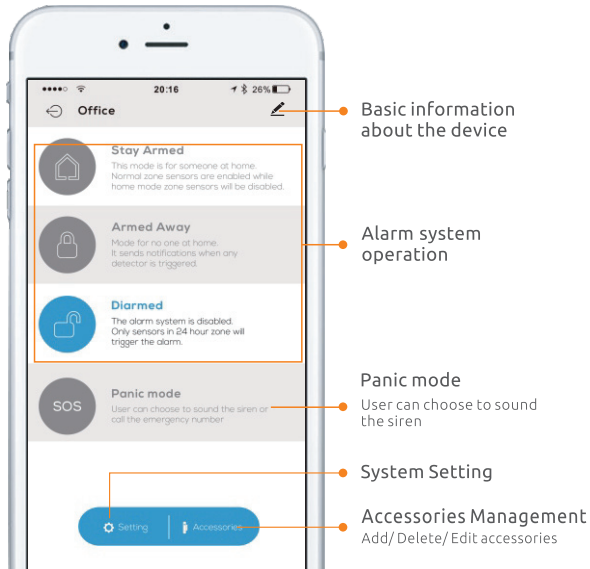 20:16
26%
Office
Basic information
about the device
Stay Armed
This mode is for someone at home.
Normal zone sensors are enabled while
home mode zone sensors will be disabled.
Armed Away
Mode for no one at home.
It sends notifications when any
detector is triggered.
Alarm system
operation
Diarmed
The alarm system is disabled.
Only sensors in 24 hour zone will
trigger the alarm.
SOS
Panic mode
User can choose to sound the siren or
call the emergency number
Panic mode
User can choose to sound
the siren
System Setting
Setting
Accessories
Accessories Management
Add/ Delete/ Edit accessories